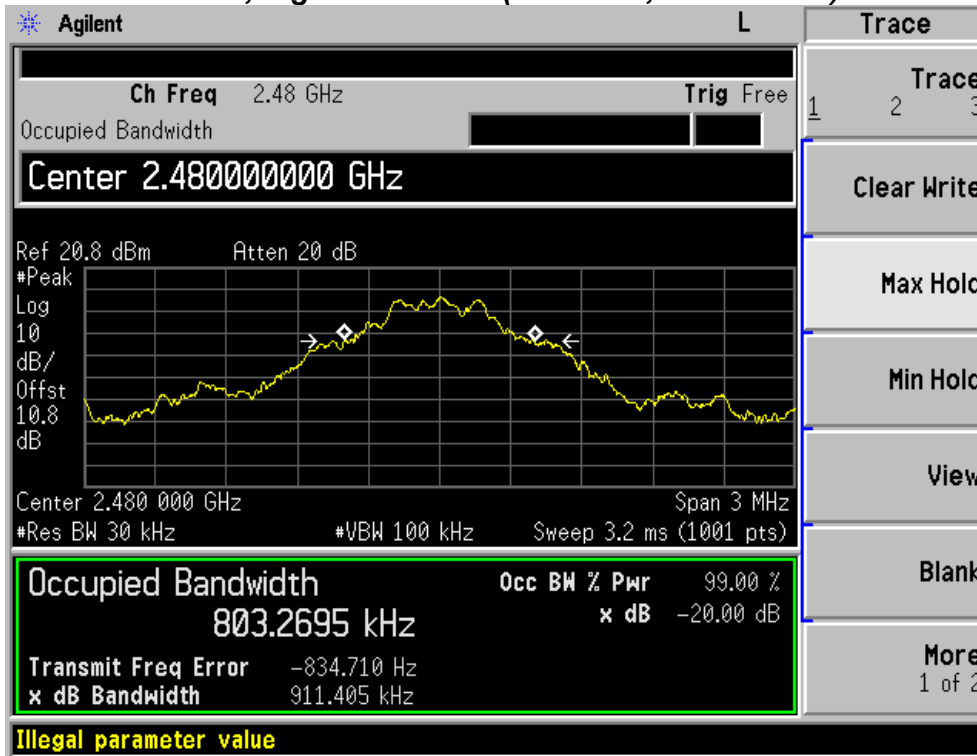 Agilent L Trace
Ch Freq 2.48 GHz Trig Free
Occupied Bandwidth
Center 2.480000000 GHz
Ref 20.8 dBm Atten 20 dB
#Peak
Log
10
dB/
Offst
10.8
dB
Center 2.480 000 GHz Span 3 MHz
#Res BW 30 kHz #VBW 100 kHz Sweep 3.2 ms (1001 pts)
Occupied Bandwidth Occ BW % Pwr 99.00 %
803.2695 kHz x dB -20.00 dB
Transmit Freq Error -834.710 Hz
x dB Bandwidth 911.405 kHz
Illegal parameter value
Trace
1 2 3
Clear Write
Max Hold
Min Hold
View
Blank
More
1 of 2